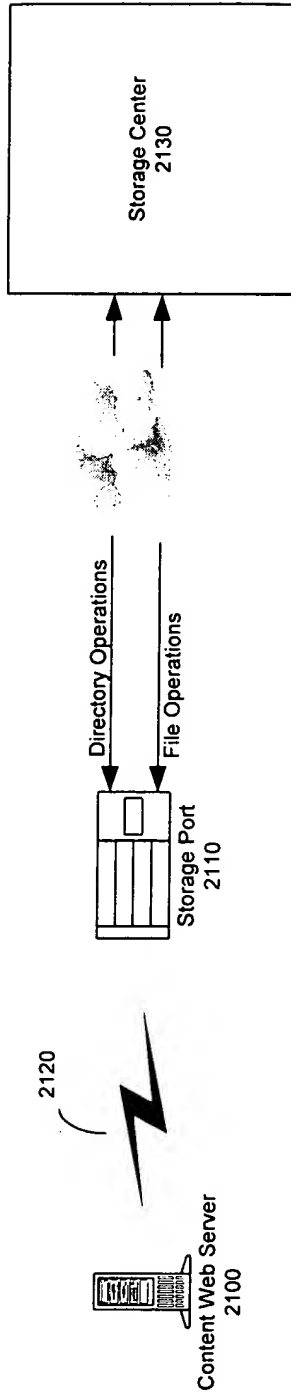 Content Web Server
2100
2120
Storage Port
2110
Directory Operations
File Operations
Storage Center
2130